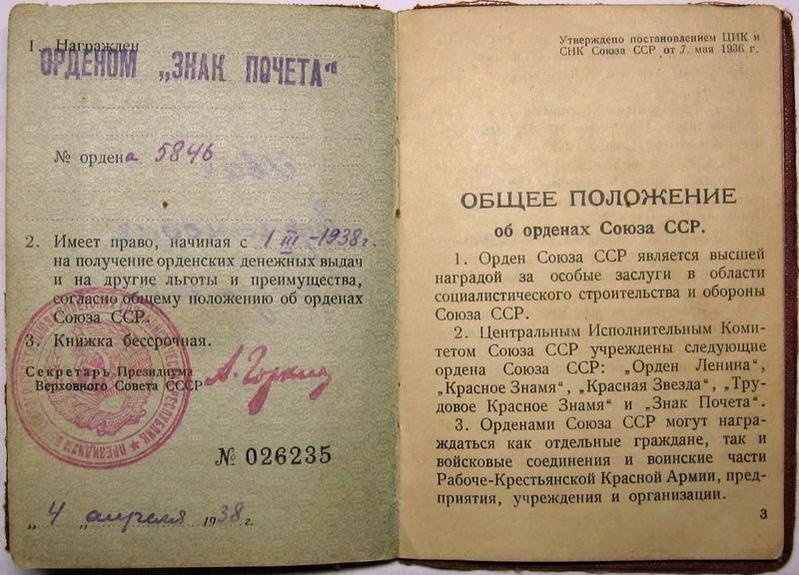 1. Награжден
ОРДЕНОМ „ЗНАК ПОЧЕТА“
№ ордена 5846
2. Имеет право, начиная с 1 III – 1938 г.
на получение орденских денежных выдач
и на другие льготы и преимущества,
согласно общему положению об орденах
Союза ССР.
3. Книжка бессрочная.
Секретарь Президиума
Верховного Совета СССР
А. Горкин
№ 026235
„4 апреля 1938 г.
Утверждено постановлением ЦИК и
СНК Союза ССР от 7. мая 1936 г.
ОБЩЕЕ ПОЛОЖЕНИЕ
об орденах Союза ССР.
1. Орден Союза ССР является высшей
наградой за особые заслуги в области
социалистического строительства и обороны
Союза ССР.
2. Центральным Исполнительным Коми-
тетом Союза ССР учреждены следующие
ордена Союза ССР: „Орден Ленина“,
„Красное Знамя“, „Красная Звезда“, „Тру-
довое Красное Знамя“ и „Знак Почета“.
3. Орденами Союза ССР могут награ-
ждаться как отдельные граждане, так и
войсковые соединения и воинские части
Рабоче-Крестьянской Красной Армии, пред-
приятия, учреждения и организации.
3